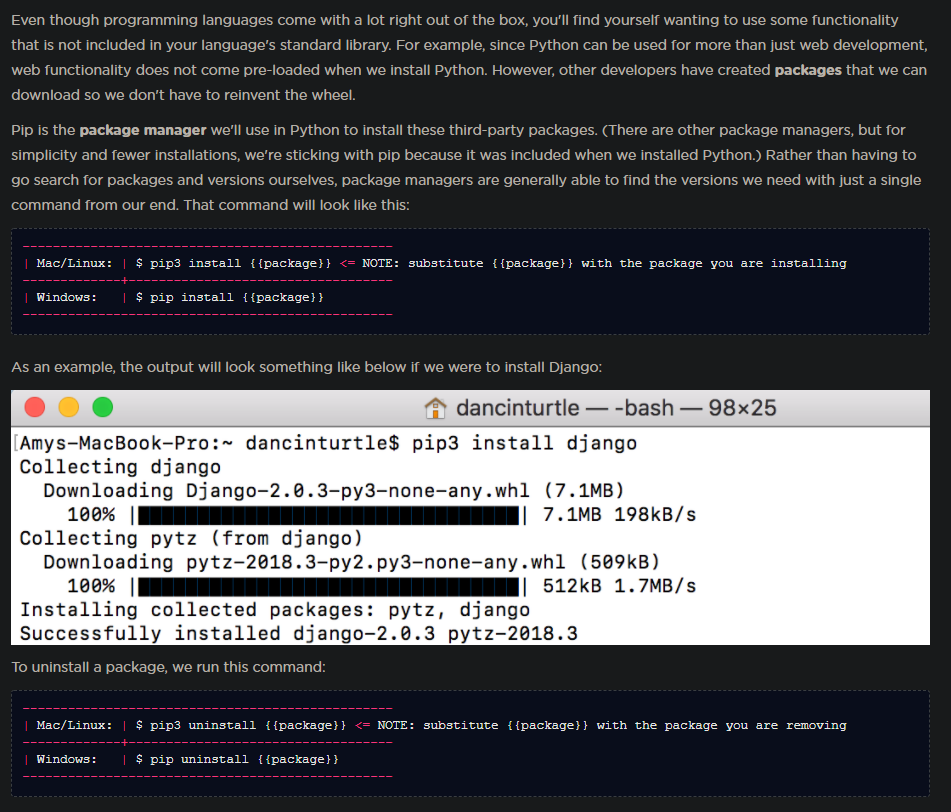 Even though programming languages come with a lot right out of the box, you'll find yourself wanting to use some functionality
that is not included in your language's standard library. For example, since Python can be used for more than just web development,
web functionality does not come pre-loaded when we install Python. However, other developers have created packages that we can
download so we don't have to reinvent the wheel.
Pip is the package manager we'll use in Python to install these third-party packages. (There are other package managers, but for
simplicity and fewer installations, we're sticking with pip because it was included when we installed Python.) Rather than having to
go search for packages and versions ourselves, package managers are generally able to find the versions we need with just a single
command from our end. That command will look like this:
-------------------------------------------------
| Mac/Linux: | $ pip3 install {{package}} <= NOTE: substitute {{package}} with the package you are installing
-------------+-----------------------------------
| Windows:   | $ pip install {{package}}
-------------------------------------------------
As an example, the output will look something like below if we were to install Django:
dancinturtle — -bash — 98×25
[Amys-MacBook-Pro:~ dancinturtle$ pip3 install django
Collecting django
  Downloading Django-2.0.3-py3-none-any.whl (7.1MB)
    100% |████████████████████████████████| 7.1MB 198kB/s
Collecting pytz (from django)
  Downloading pytz-2018.3-py2.py3-none-any.whl (509kB)
    100% |████████████████████████████████| 512kB 1.7MB/s
Installing collected packages: pytz, django
Successfully installed django-2.0.3 pytz-2018.3
To uninstall a package, we run this command:
-------------------------------------------------
| Mac/Linux: | $ pip3 uninstall {{package}} <= NOTE: substitute {{package}} with the package you are removing
-------------+-----------------------------------
| Windows:   | $ pip uninstall {{package}}
-------------------------------------------------